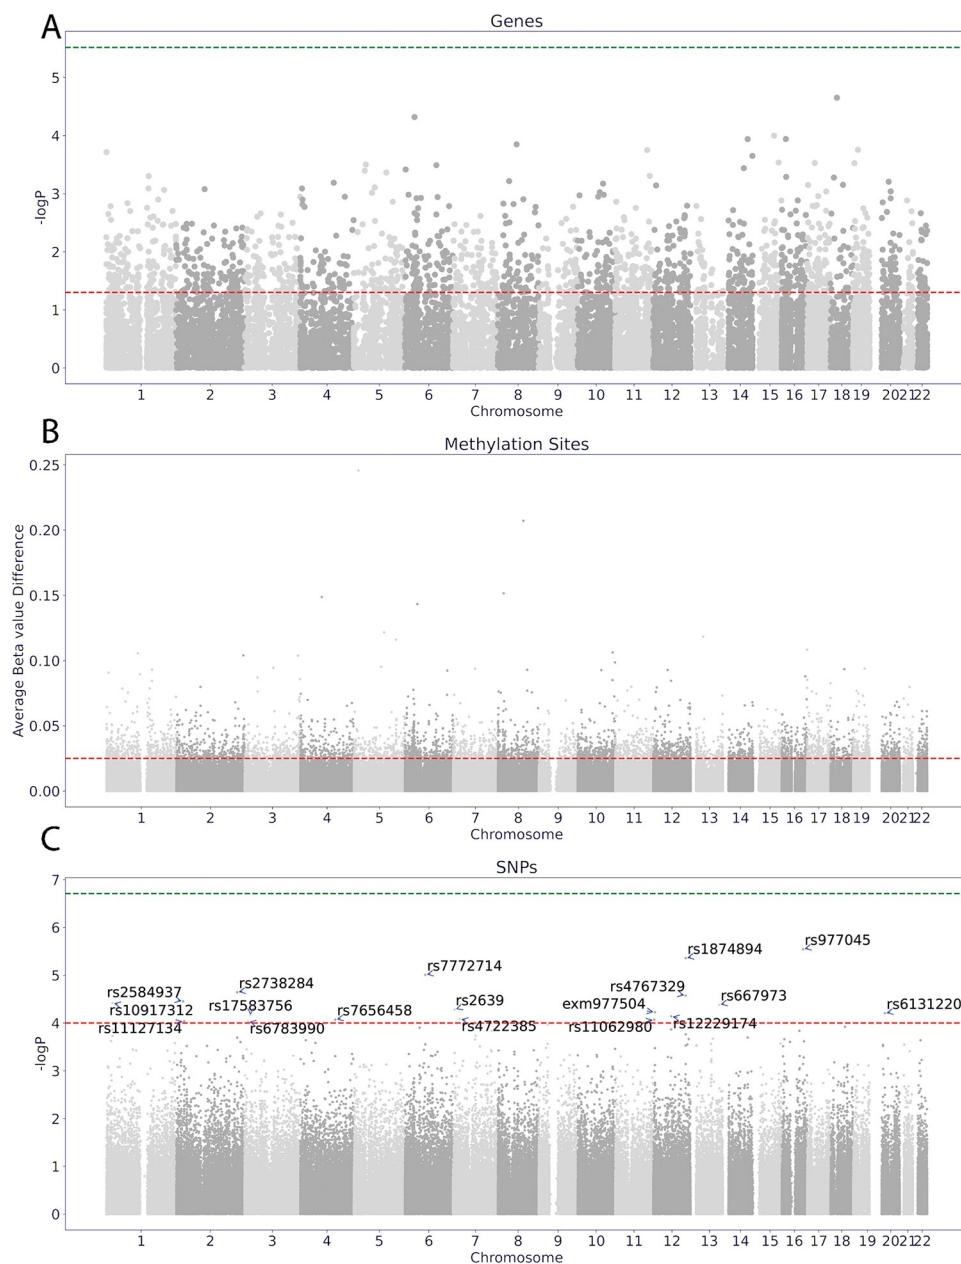 A
Genes
5
4
3
-logP
2
1
0
1 2 3 4 5 6 7 8 9 10 11 12 13 14 15 16 17 18 19 20 21 22
Chromosome
B
Methylation Sites
0.25
0.20
0.15
Average Beta value Difference
0.10
0.05
0.00
1 2 3 4 5 6 7 8 9 10 11 12 13 14 15 16 17 18 19 20 21 22
Chromosome
C
SNPs
7
6
rs977045
rs1874894
rs7772714
5
rs2738284
rs4767329
rs2584937
rs667973
rs2639
rs17583756
exm977504
rs6131220
rs10917312
rs7656458
4
rs12229174
rs4722385
rs11062980
rs6783990
rs11127134
-logP
3
2
1
0
1 2 3 4 5 6 7 8 9 10 11 12 13 14 15 16 17 18 19 20 21 22
Chromosome